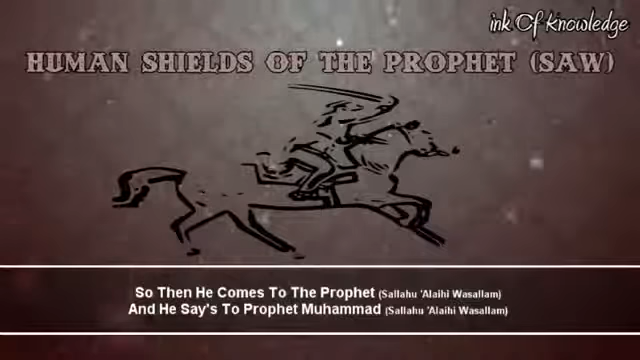 ink Of Knowledge
HUMAN SHIELDS OF THE PROPHET (SAW)
So Then He Comes To The Prophet (Sallahu 'Alaihi Wasallam)
And He Say's To Prophet Muhammad (Sallahu 'Alaihi Wasallam)